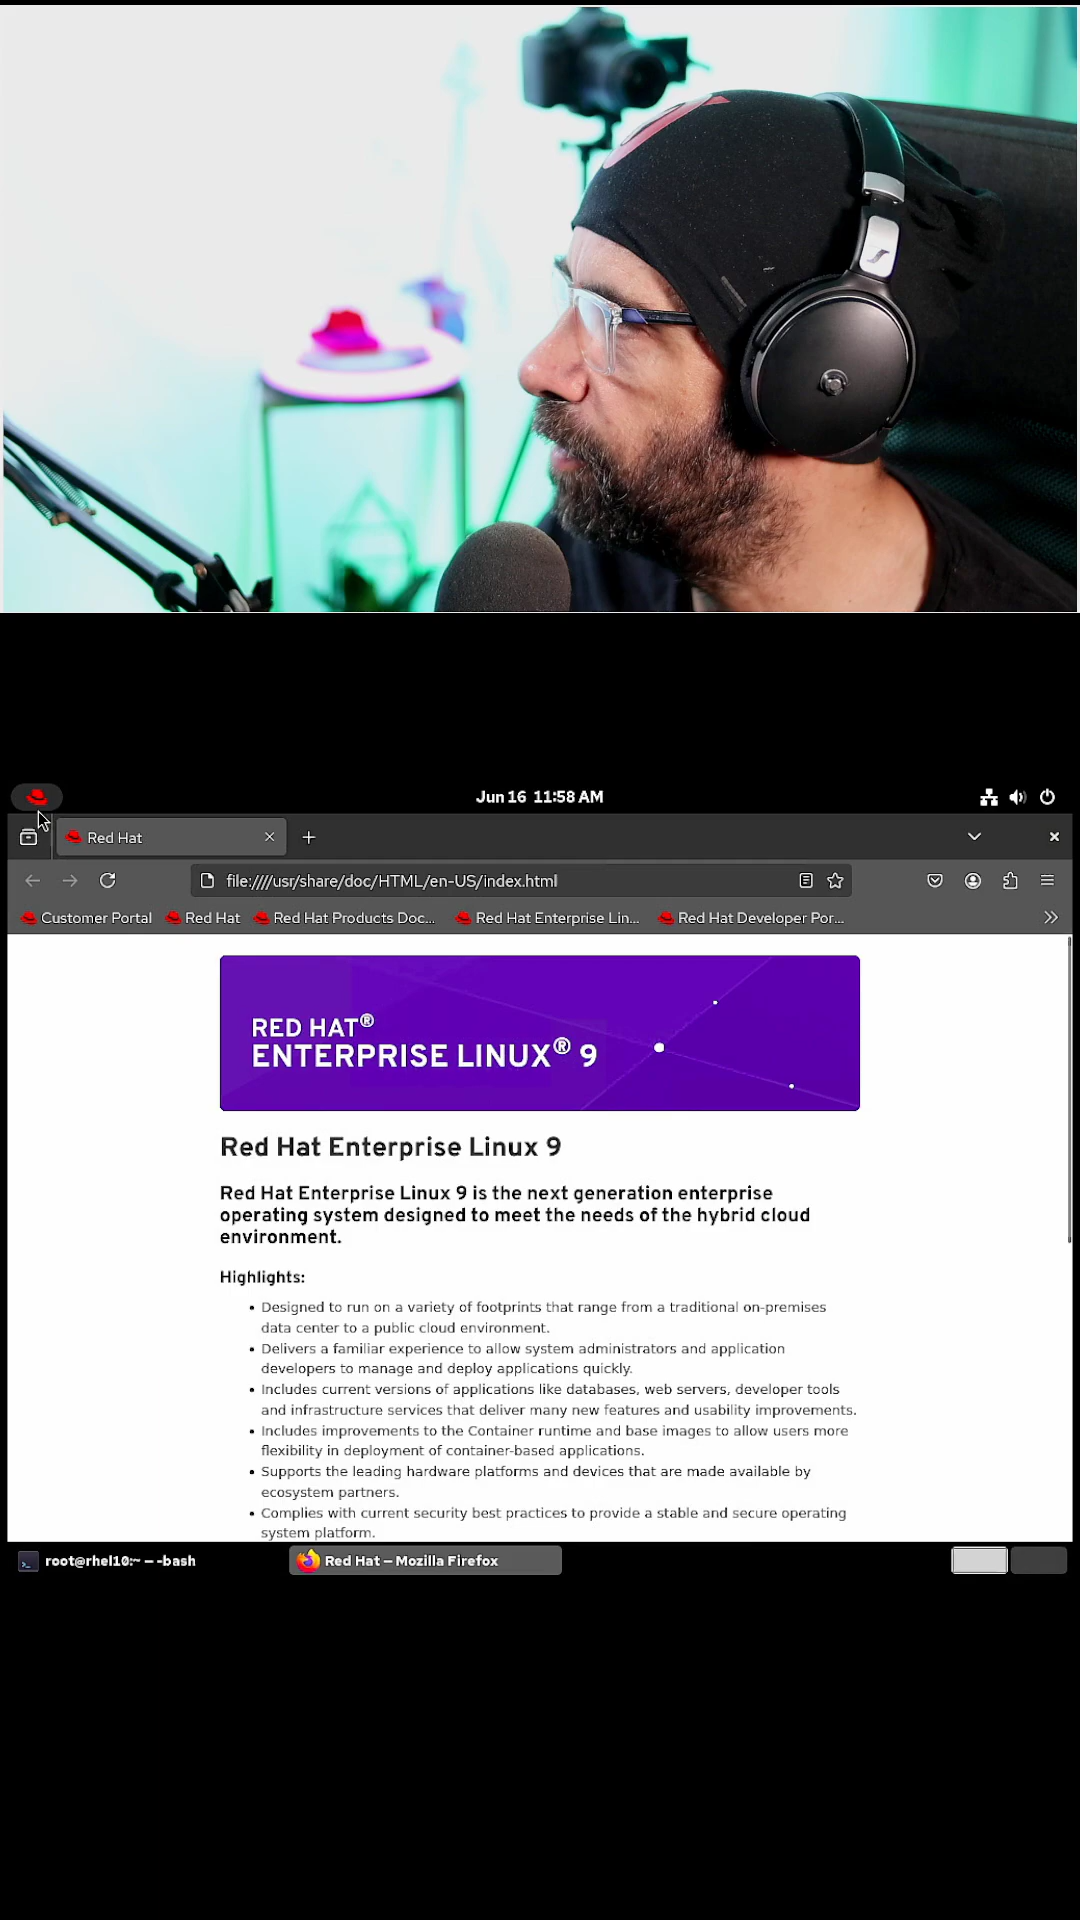 Jun 16 11:58 AM
Red Hat
file:////usr/share/doc/HTML/en-US/index.html
Customer Portal Red Hat Red Hat Products Doc... Red Hat Enterprise Lin... Red Hat Developer Por...
RED HAT®
ENTERPRISE LINUX® 9
Red Hat Enterprise Linux 9
Red Hat Enterprise Linux 9 is the next generation enterprise
operating system designed to meet the needs of the hybrid cloud
environment.
Highlights:
• Designed to run on a variety of footprints that range from a traditional on-premises
data center to a public cloud environment.
• Delivers a familiar experience to allow system administrators and application
developers to manage and deploy applications quickly.
• Includes current versions of applications like databases, web servers, developer tools
and infrastructure services that deliver many new features and usability improvements.
• Includes improvements to the Container runtime and base images to allow users more
flexibility in deployment of container-based applications.
• Supports the leading hardware platforms and devices that are made available by
ecosystem partners.
• Complies with current security best practices to provide a stable and secure operating
system platform.
root@rhel10:~ — -bash Red Hat — Mozilla Firefox